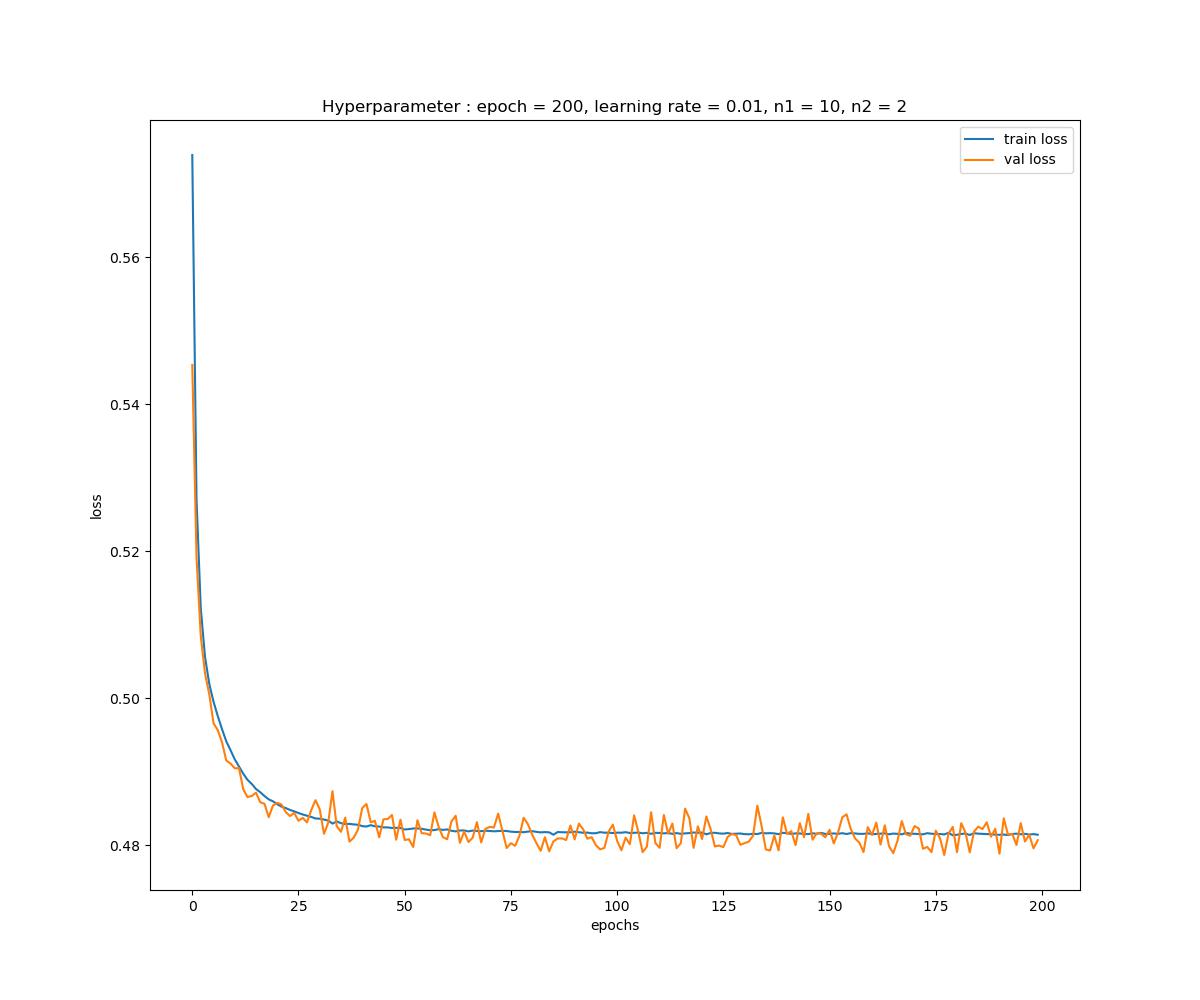 Hyperparameter : epoch = 200, learning rate = 0.01, n1 = 10, n2 = 2
train loss
val loss
0.56
0.54
0.52
0.50
0.48
loss
0 25 50 75 100 125 150 175 200
epochs